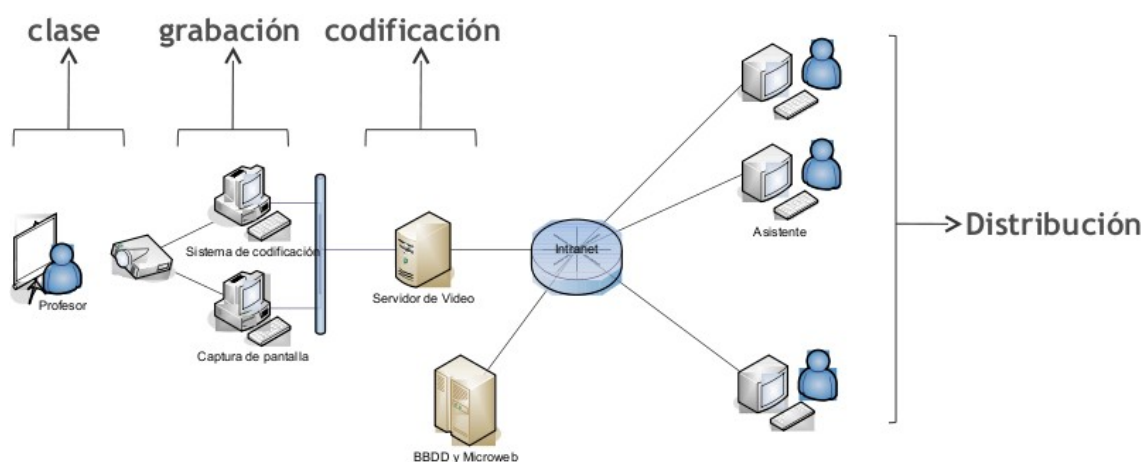 clase
grabación
codificación
Sistema de codificación
Profesor
Captura de pantalla
Servidor de Video
Intranet
BBDD y Microweb
Asistente
Distribución